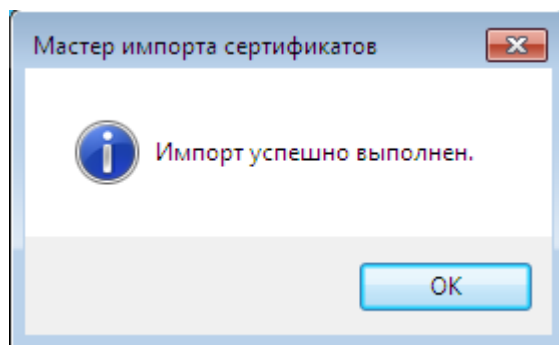 Мастер импорта сертификатов
Импорт успешно выполнен.
OK